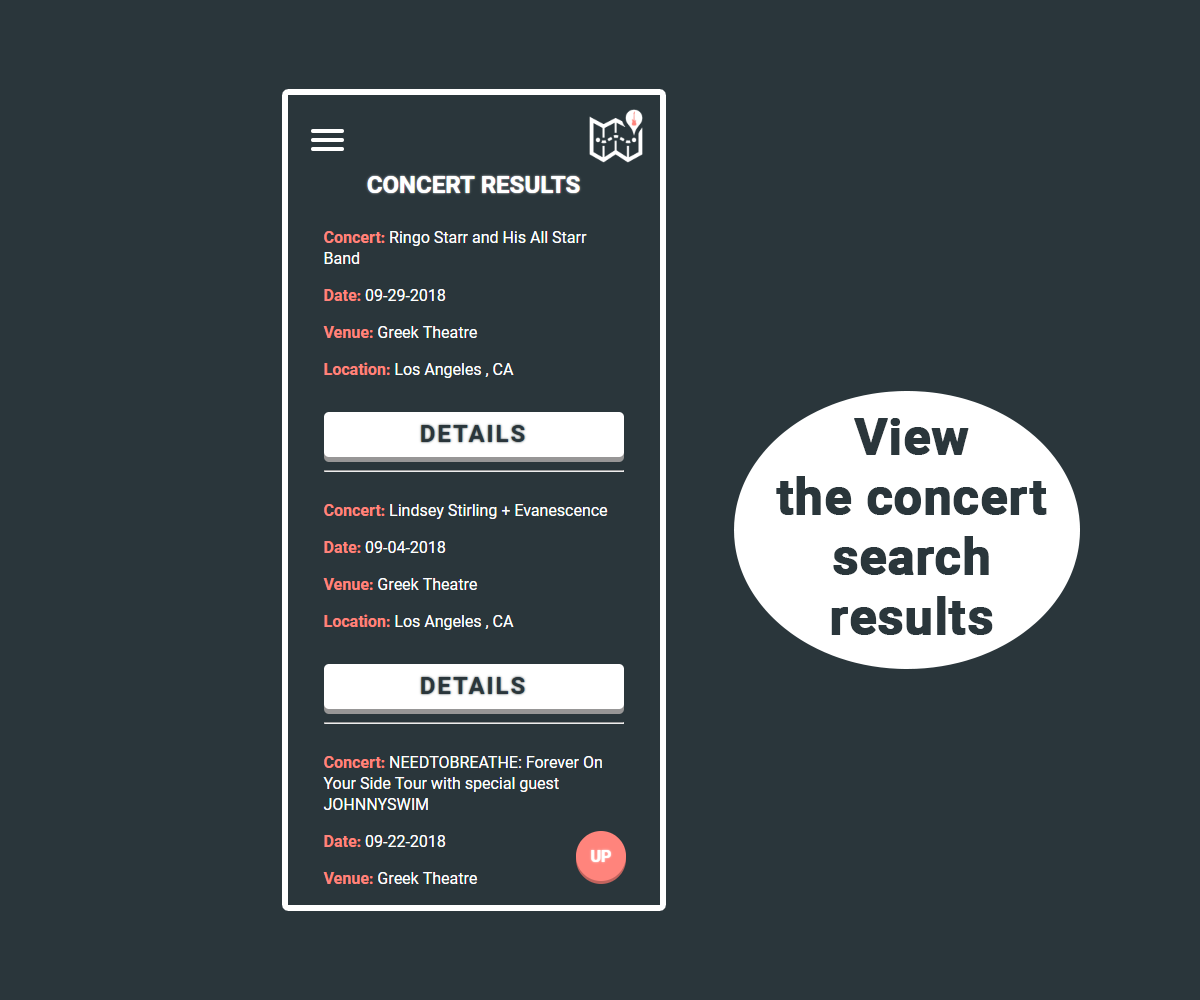 CONCERT RESULTS
Concert: Ringo Starr and His All Starr
Band
Date: 09-29-2018
Venue: Greek Theatre
Location: Los Angeles , CA
DETAILS
Concert: Lindsey Stirling + Evanescence
Date: 09-04-2018
Venue: Greek Theatre
Location: Los Angeles , CA
DETAILS
Concert: NEEDTOBREATHE: Forever On
Your Side Tour with special guest
JOHNNYSWIM
Date: 09-22-2018
Venue: Greek Theatre
UP
View
the concert
search
results